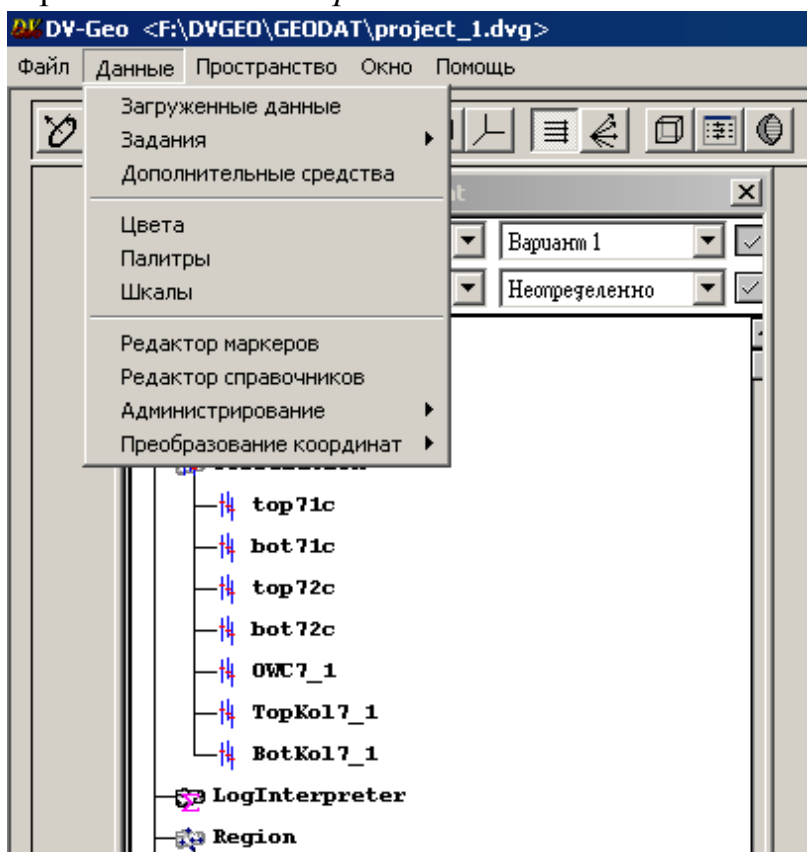 DV-Geo <F:\DVGEO\GEODAT\project_1.dvg>
Файл Данные Пространство Окно Помощь
Загруженные данные
Задания
Дополнительные средства
Цвета
Палитры
Шкалы
Редактор маркеров
Редактор справочников
Администрирование
Преобразование координат
Вариант 1
Неопределенно
top71c
bot71c
top72c
bot72c
OWC7_1
TopKol7_1
BotKol7_1
LogInterpreter
Region